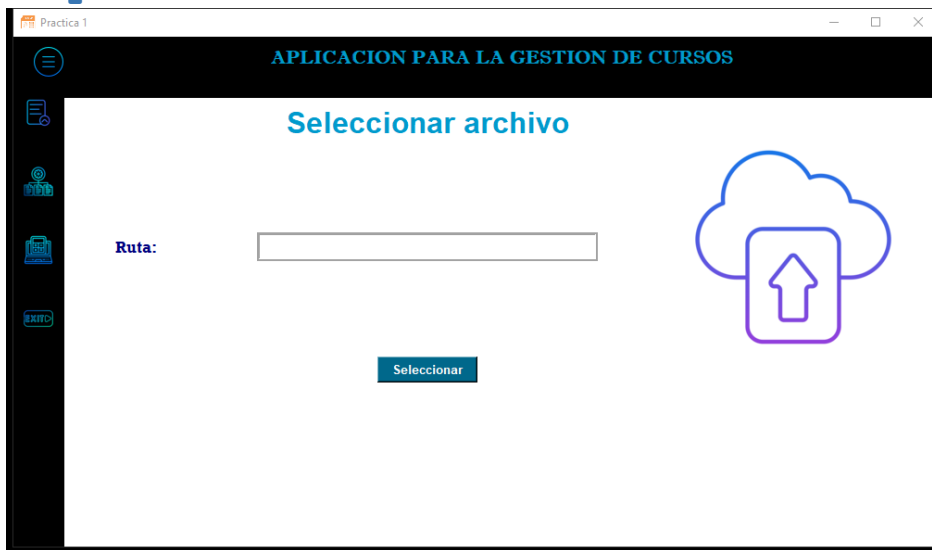 Practica 1
APLICACION PARA LA GESTION DE CURSOS
Seleccionar archivo
Ruta:
EXIT
Seleccionar